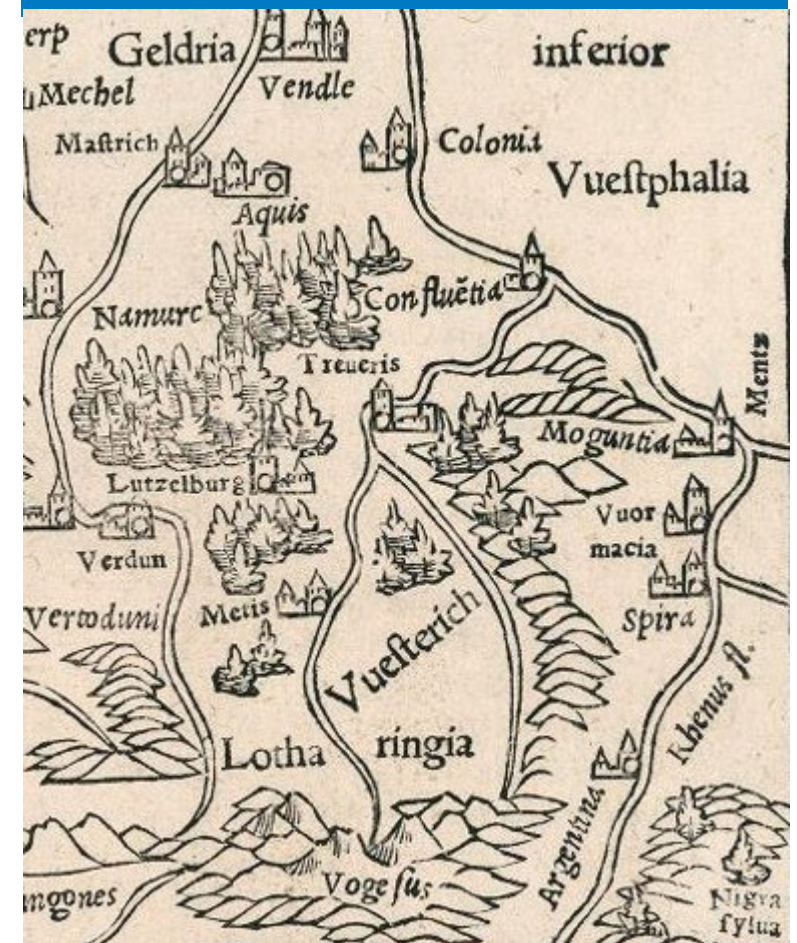 erp
Geldria
inferior
Mechel
Vendle
Maſtrich
Colonia
Vueſtphalia
Aquis
Namurc
Confluẽtia
Treueris
Mentz
Moguntia
Lutzelburg
Vuor
macia
Verdun
Metis
Vertoduni
Spira
Vueſterich
Rhenus fl.
Lotha
ringia
Argentina
Vogeſus
ngones
Nigra
ſylua